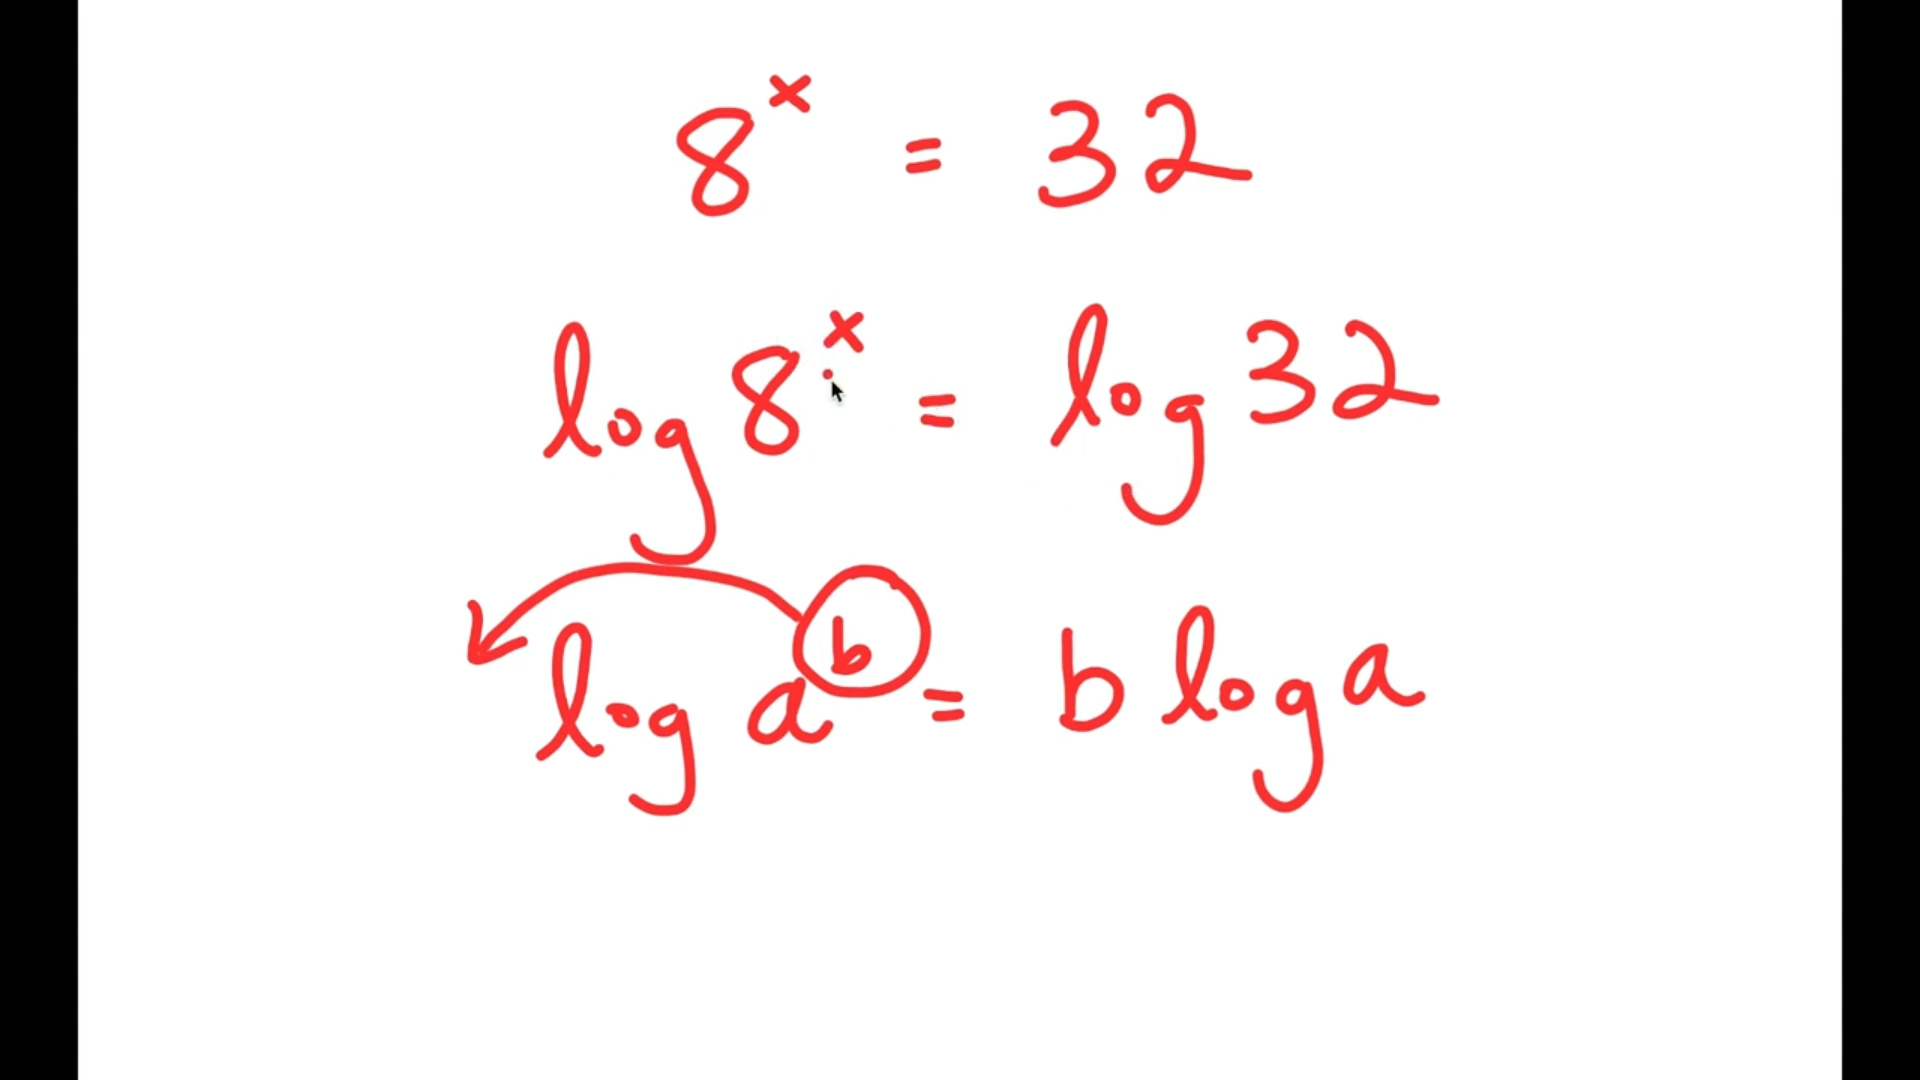 8^x = 32
log 8^x = log 32
log a^b = b log a